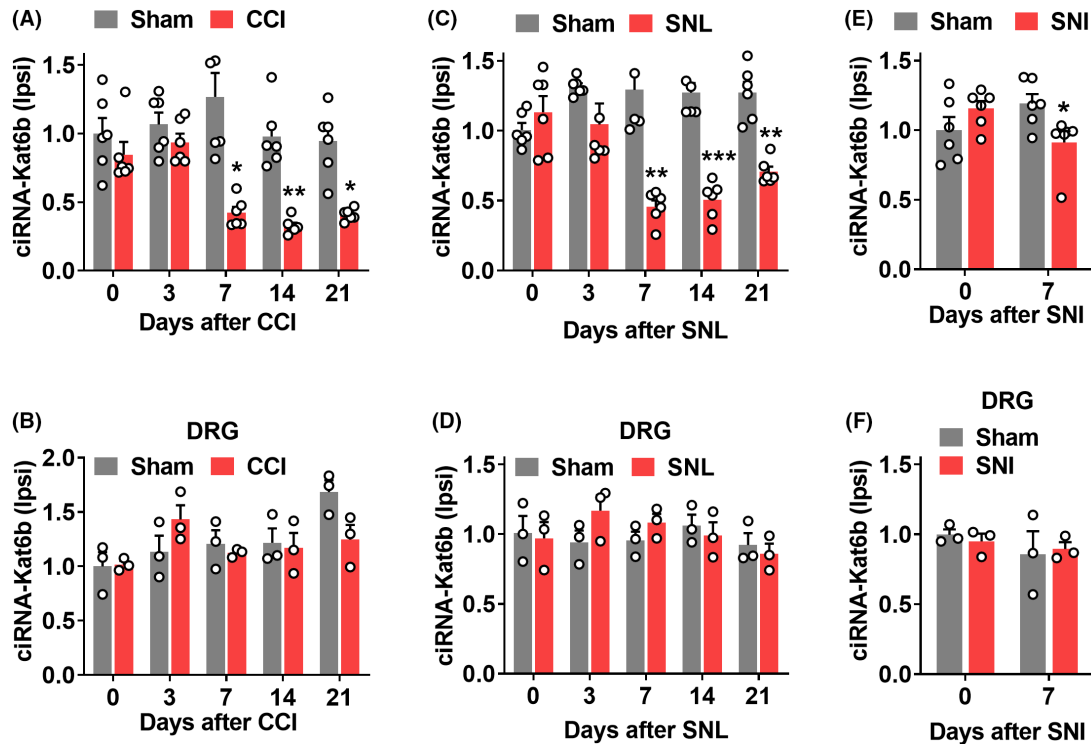 (A)
Sham CCI
ciRNA-Kat6b (Ipsi)
1.5
1.0
0.5
0.0
*
**
*
0 3 7 14 21
Days after CCI
(C)
Sham SNL
ciRNA-Kat6b (Ipsi)
1.5
1.0
0.5
0.0
**
***
**
0 3 7 14 21
Days after SNL
(E)
Sham SNI
ciRNA-Kat6b (Ipsi)
1.5
1.0
0.5
0.0
*
0 7
Days after SNI
(B)
DRG
Sham CCI
ciRNA-Kat6b (Ipsi)
2.0
1.5
1.0
0.5
0.0
0 3 7 14 21
Days after CCI
(D)
DRG
Sham SNL
ciRNA-Kat6b (Ipsi)
1.5
1.0
0.5
0.0
0 3 7 14 21
Days after SNL
(F)
DRG
Sham
SNI
ciRNA-Kat6b (Ipsi)
1.5
1.0
0.5
0.0
0 7
Days after SNI